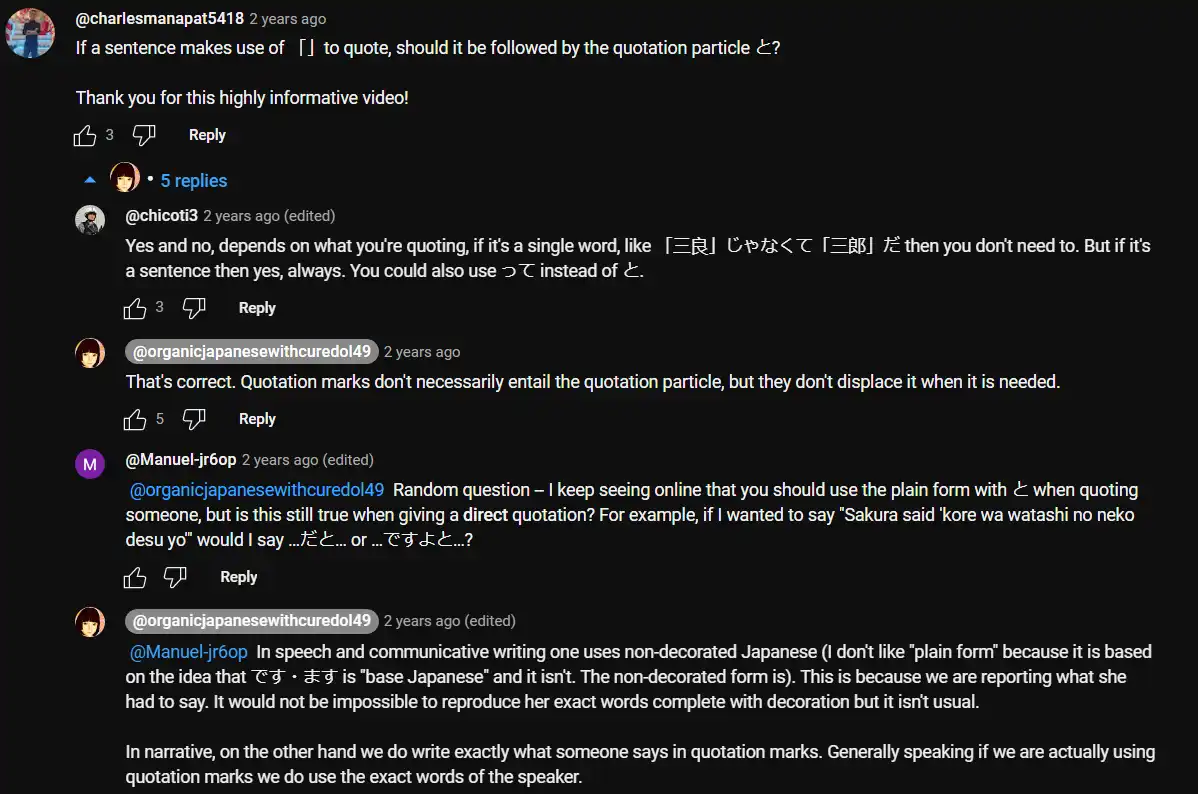 @charlesmanapat5418 2 years ago
If a sentence makes use of 「」 to quote, should it be followed by the quotation particle と?
Thank you for this highly informative video!
3 Reply
5 replies
@chicoti3 2 years ago (edited)
Yes and no, depends on what you're quoting, if it's a single word, like 「三良」じゃなくて「三郎」だ then you don't need to. But if it's
a sentence then yes, always. You could also use って instead of と.
3 Reply
@organicjapanesewithcuredol49 2 years ago
That's correct. Quotation marks don't necessarily entail the quotation particle, but they don't displace it when it is needed.
5 Reply
M
@Manuel-jr6op 2 years ago (edited)
@organicjapanesewithcuredol49 Random question – I keep seeing online that you should use the plain form with と when quoting
someone, but is this still true when giving a direct quotation? For example, if I wanted to say "Sakura said 'kore wa watashi no neko
desu yo'" would I say ...だと... or ...ですよと...?
Reply
@organicjapanesewithcuredol49 2 years ago (edited)
@Manuel-jr6op In speech and communicative writing one uses non-decorated Japanese (I don't like "plain form" because it is based
on the idea that です・ます is "base Japanese" and it isn't. The non-decorated form is). This is because we are reporting what she
had to say. It would not be impossible to reproduce her exact words complete with decoration but it isn't usual.
In narrative, on the other hand we do write exactly what someone says in quotation marks. Generally speaking if we are actually using
quotation marks we do use the exact words of the speaker.